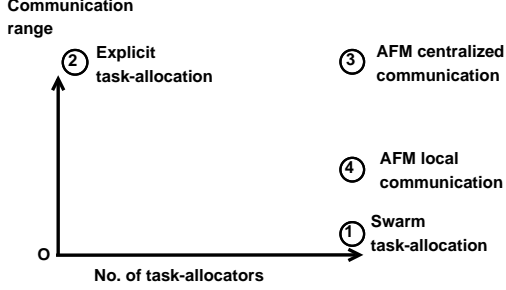 Communication
range
2 Explicit
task-allocation
3 AFM centralized
communication
4 AFM local
communication
1 Swarm
task-allocation
O
No. of task-allocators